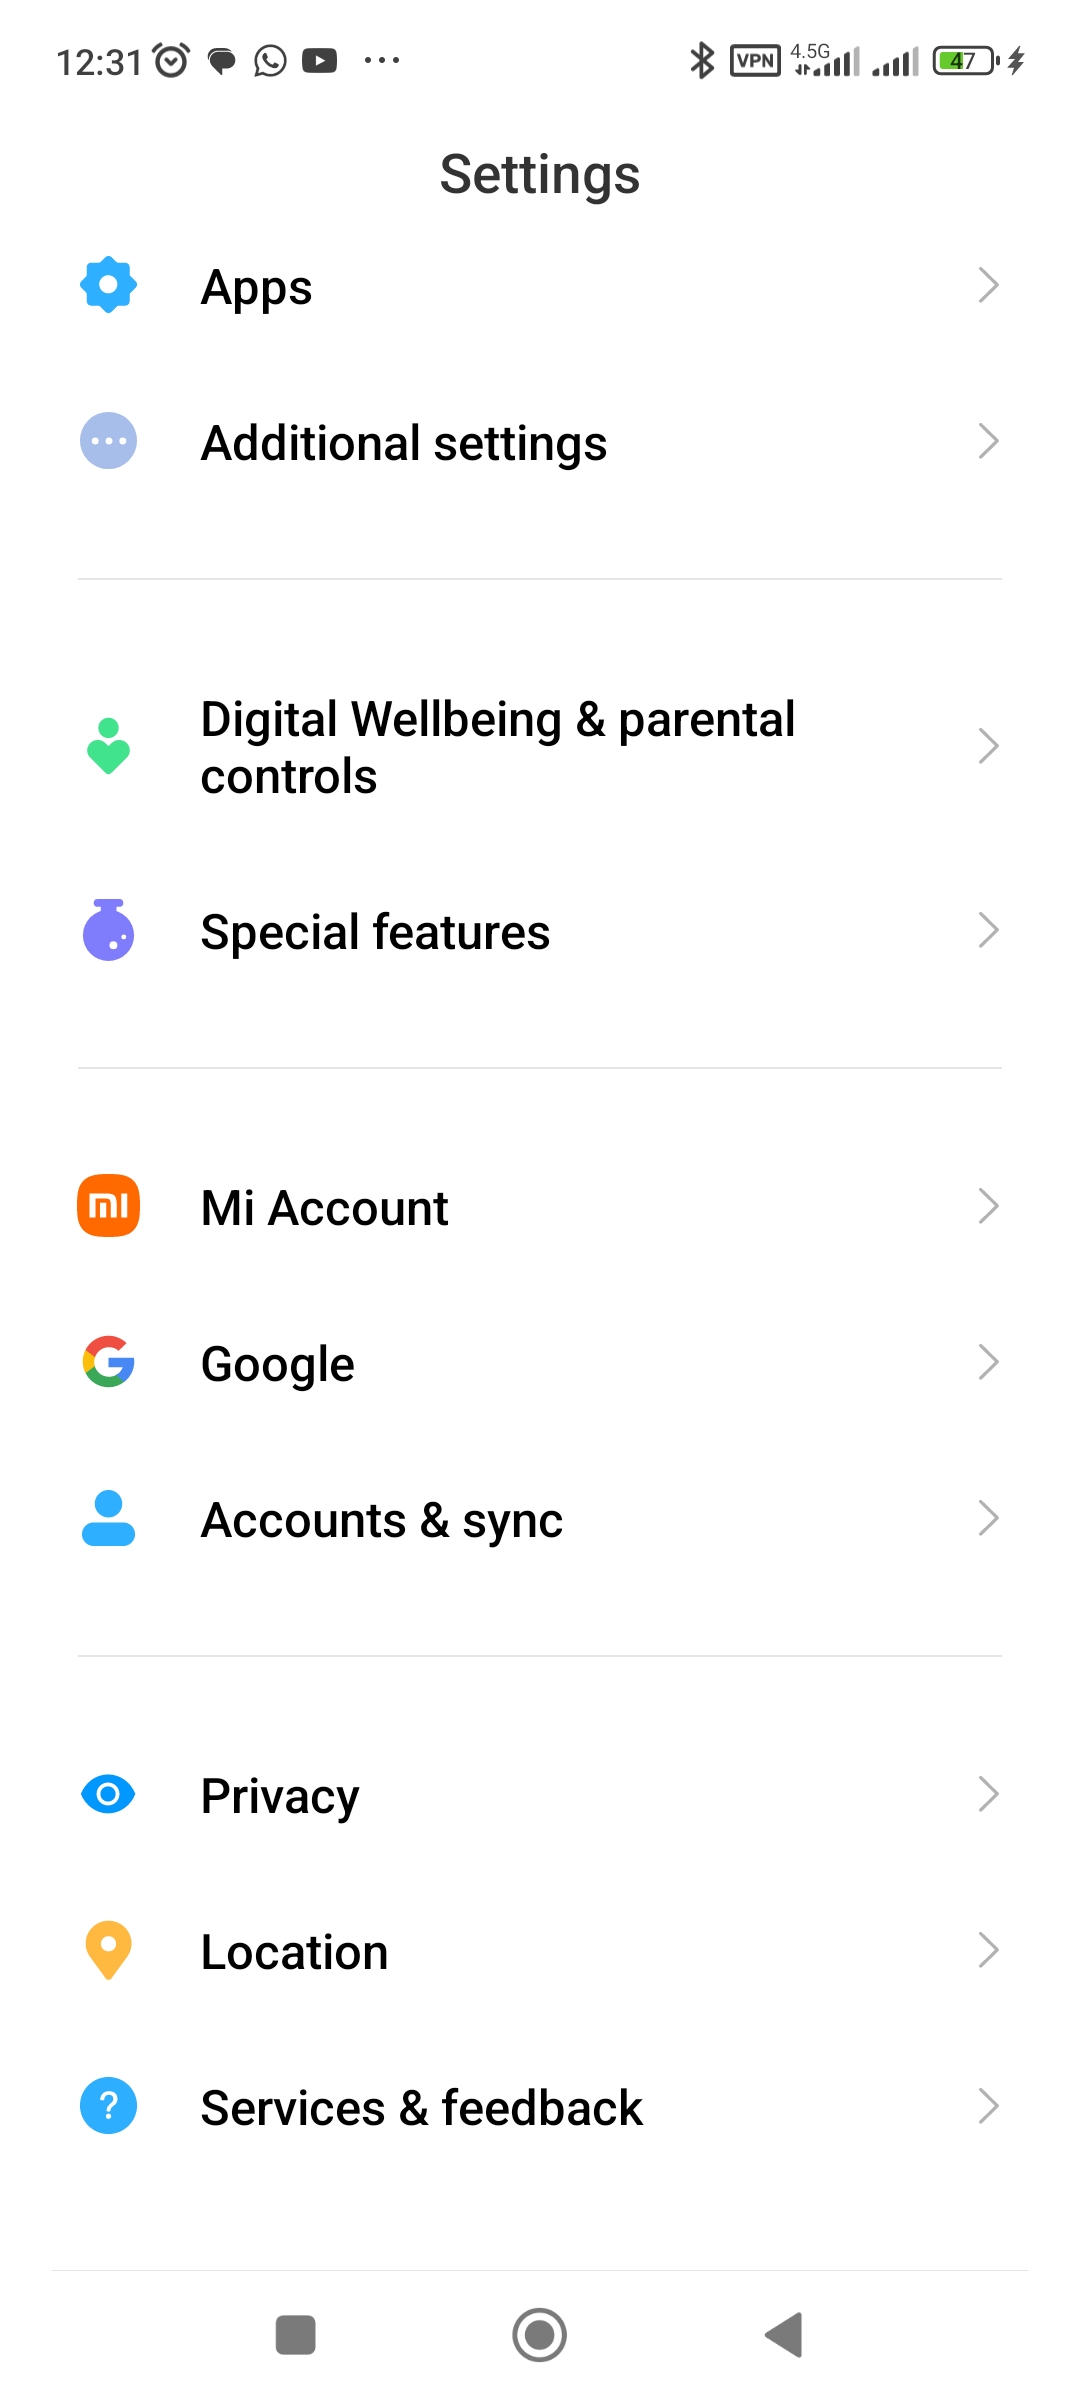 12:31 VPN 4.5G 47
Settings
Apps
Additional settings
Digital Wellbeing & parental
controls
Special features
Mi Account
Google
Accounts & sync
Privacy
Location
? Services & feedback